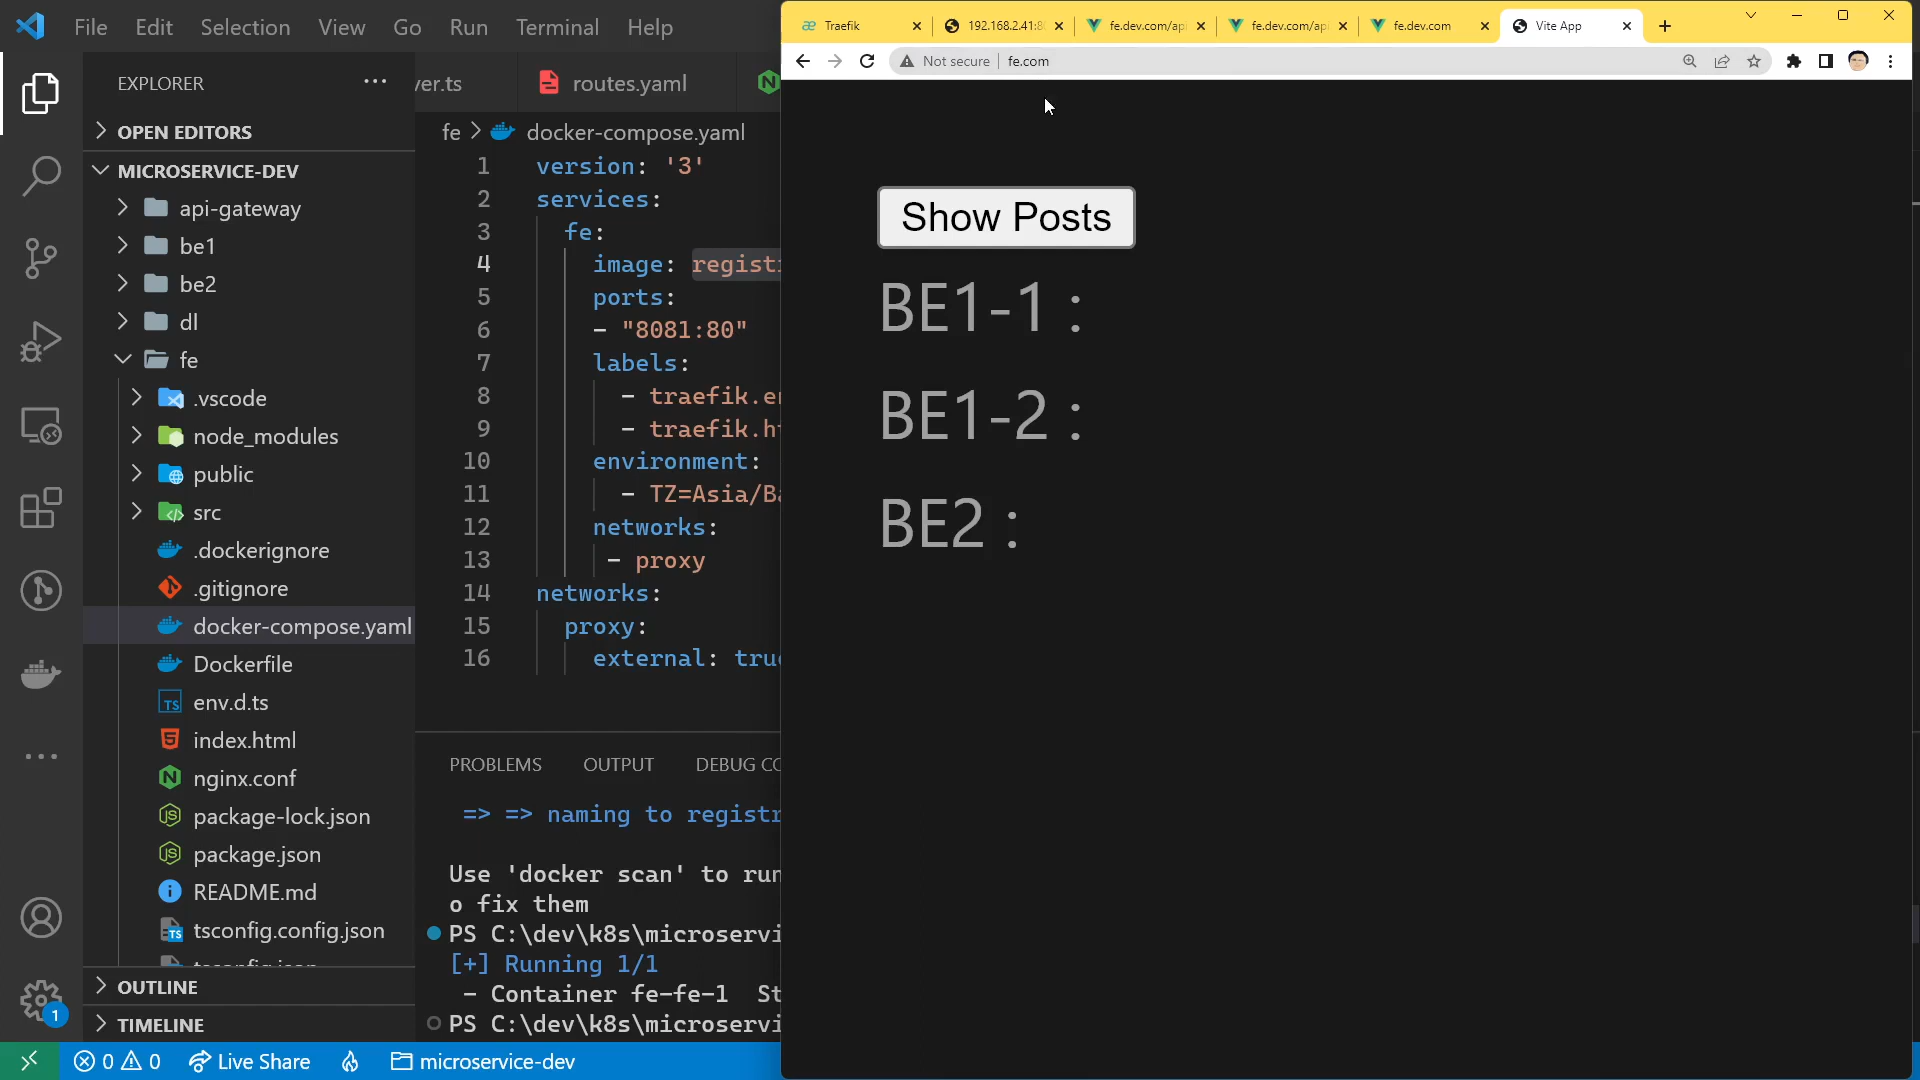 File Edit Selection View Go Run Terminal Help
EXPLORER
OPEN EDITORS
MICROSERVICE-DEV
api-gateway
be1
be2
dl
fe
.vscode
node_modules
public
src
.dockerignore
.gitignore
docker-compose.yaml
Dockerfile
env.d.ts
index.html
nginx.conf
package-lock.json
package.json
README.md
tsconfig.config.json
OUTLINE
TIMELINE
ver.ts routes.yaml
fe > docker-compose.yaml
1 version: '3'
2 services:
3 fe:
4 image: regist
5 ports:
6 - "8081:80"
7 labels:
8 - traefik.e
9 - traefik.h
10 environment:
11 - TZ=Asia/Ba
12 networks:
13 - proxy
14 networks:
15 proxy:
16 external: tru
PROBLEMS OUTPUT DEBUG CO
=> => naming to registr
Use 'docker scan' to run
o fix them
PS C:\dev\k8s\microservi
[+] Running 1/1
- Container fe-fe-1 St
PS C:\dev\k8s\microservi
1
0 0 Live Share microservice-dev
Traefik 192.168.2.41:8 fe.dev.com/api fe.dev.com/api fe.dev.com Vite App
Not secure fe.com
Show Posts
BE1-1 :
BE1-2 :
BE2 :